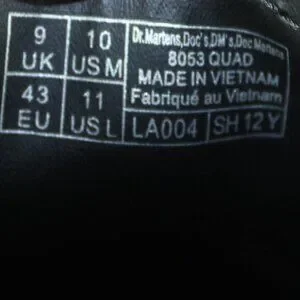 9 UK
10 US M
43 EU
11 US L
Dr.Martens,Doc's,DM's,Doc Martens
8053 QUAD
MADE IN VIETNAM
Fabriqué au Vietnam
LA004
SH 12 Y